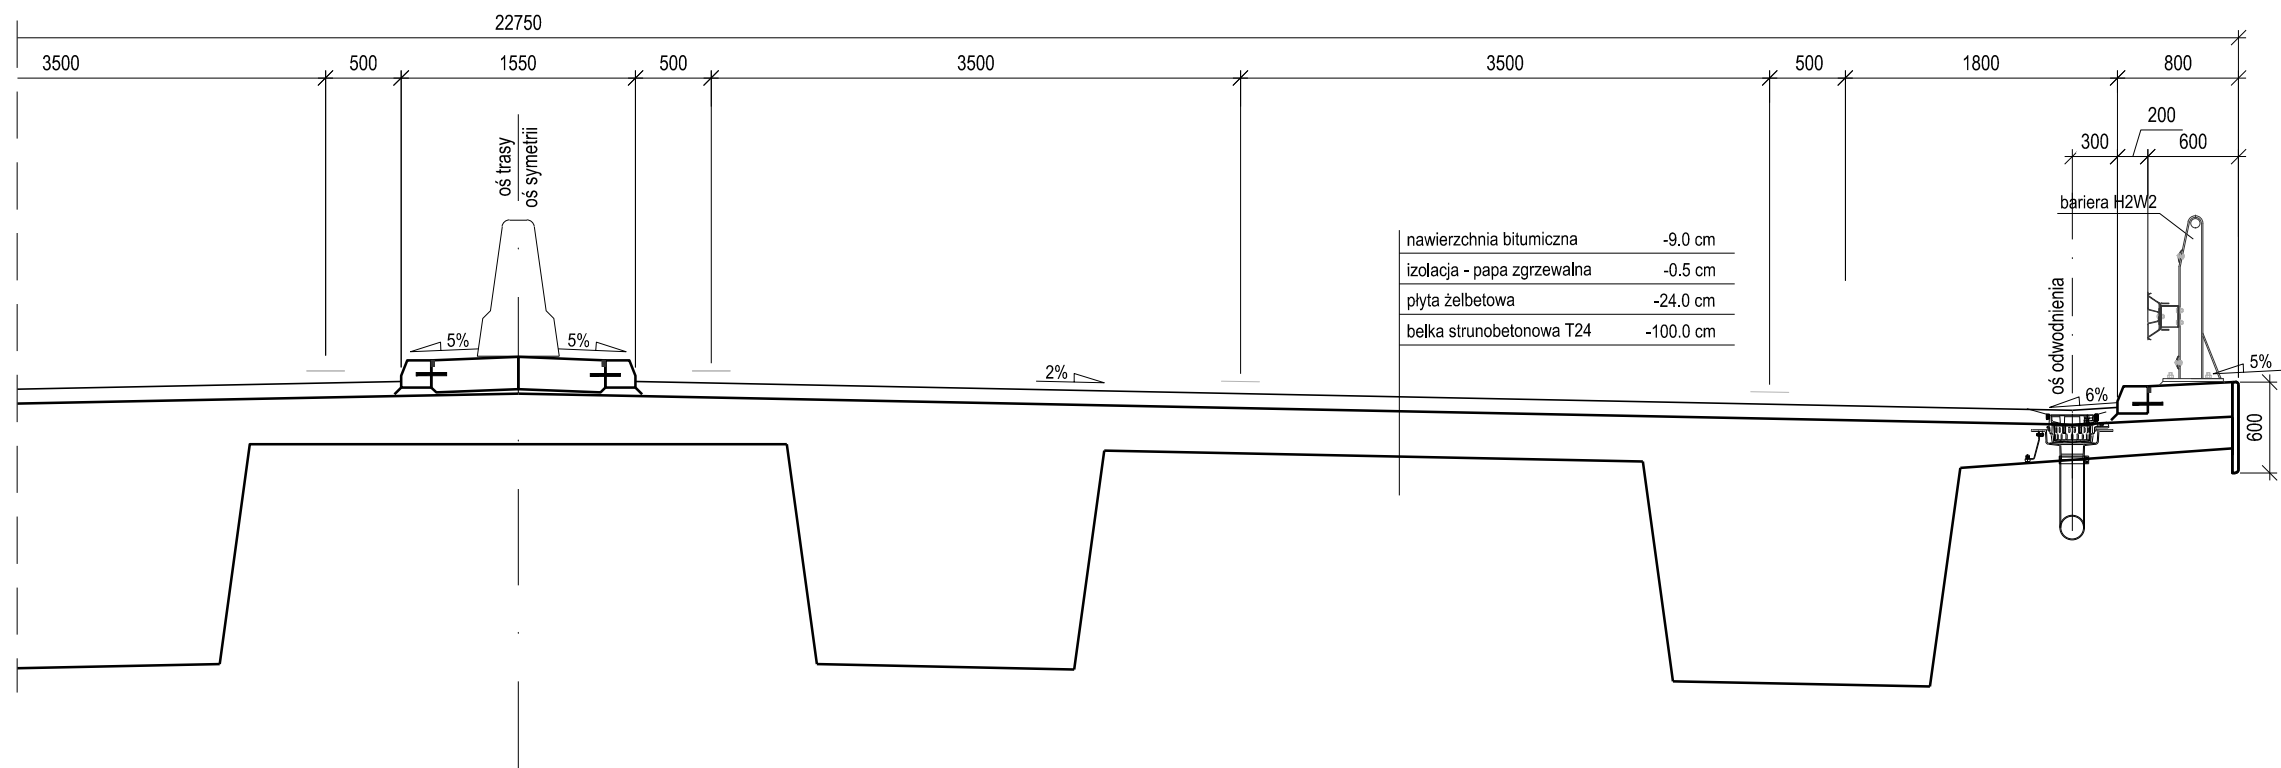 22750
3500 500 1550 500 3500 3500 500 1800 800
200
300 600
oś trasy
oś symetrii
bariera H2W2
nawierzchnia bitumiczna -9.0 cm
izolacja - papa zgrzewalna -0.5 cm
płyta żelbetowa -24.0 cm
belka strunobetonowa T24 -100.0 cm
oś odwodnienia
5% 5%
2%
5%
6%
600